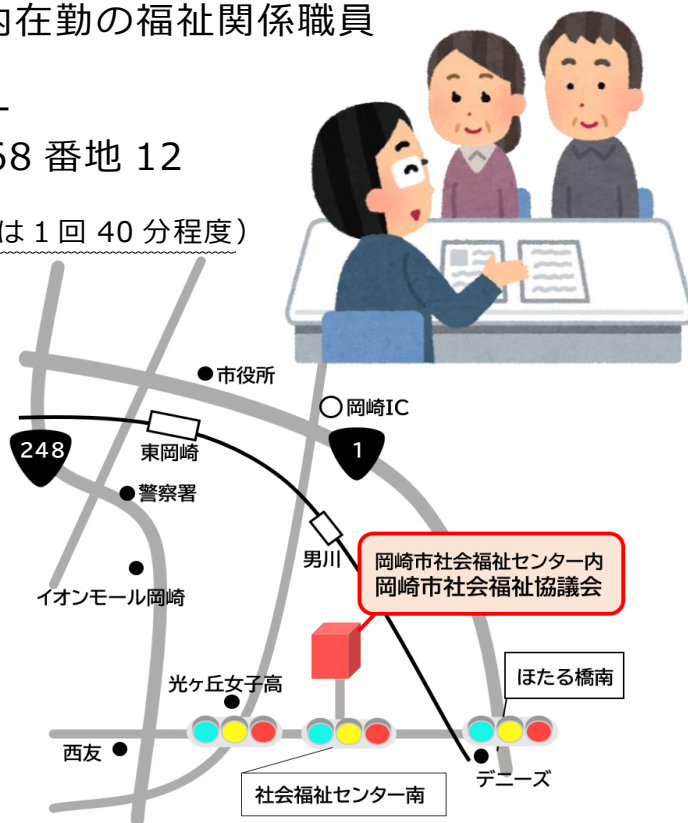 内在勤の福祉関係職員
68 番地 12
は 1 回 40 分程度）
市役所
岡崎IC
248
東岡崎
1
警察署
男川
岡崎市社会福祉センター内
岡崎市社会福祉協議会
イオンモール岡崎
ほたる橋南
光ヶ丘女子高
西友
デニーズ
社会福祉センター南